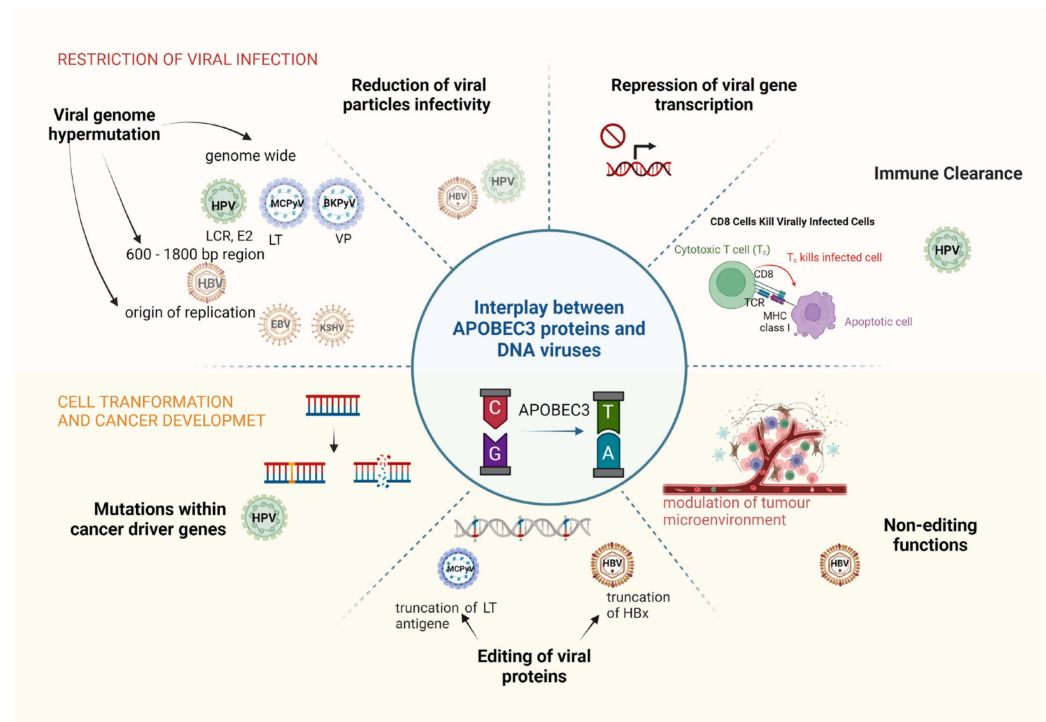 RESTRICTION OF VIRAL INFECTION
Viral genome
hypermutation
genome wide
HPV
MCPyV
BKPyV
LCR, E2
LT
VP
600 - 1800 bp region
HBV
origin of replication
EBV
KSHV
Reduction of viral
particles infectivity
HBV
HPV
Repression of viral gene
transcription
Immune Clearance
CD8 Cells Kill Virally Infected Cells
HPV
Cytotoxic T cell (Tc)
Tc kills infected cell
CD8
TCR
MHC
class I
Apoptotic cell
Interplay between
APOBEC3 proteins and
DNA viruses
C
G
APOBEC3
T
A
CELL TRANFORMATION
AND CANCER DEVELOPMET
Mutations within
cancer driver genes
HPV
MCPyV
HBV
truncation of LT
antigene
truncation
of HBx
Editing of viral
proteins
modulation of tumour
microenvironment
Non-editing
functions
HBV